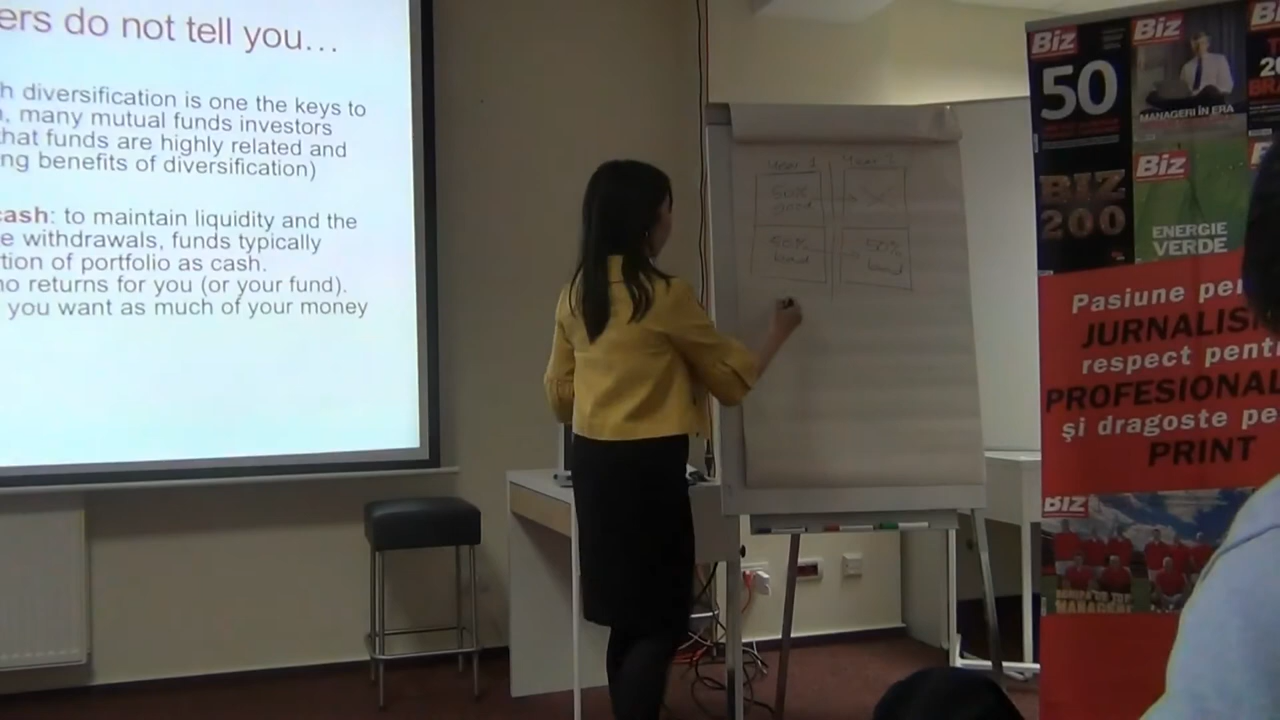 ers do not tell you...
h diversification is one the keys to
, many mutual funds investors
that funds are highly related and
ng benefits of diversification)
cash: to maintain liquidity and the
e withdrawals, funds typically
tion of portfolio as cash.
no returns for you (or your fund).
you want as much of your money
Year 1
50%
50%
bond
50%
bond
Biz
50
Biz
MANAGERI ÎN ERA
BIZ
200
Biz
ENERGIE
VERDE
Pasiune per
JURNALIS
respect pent
PROFESIONAL
și dragoste pe
PRINT
Biz